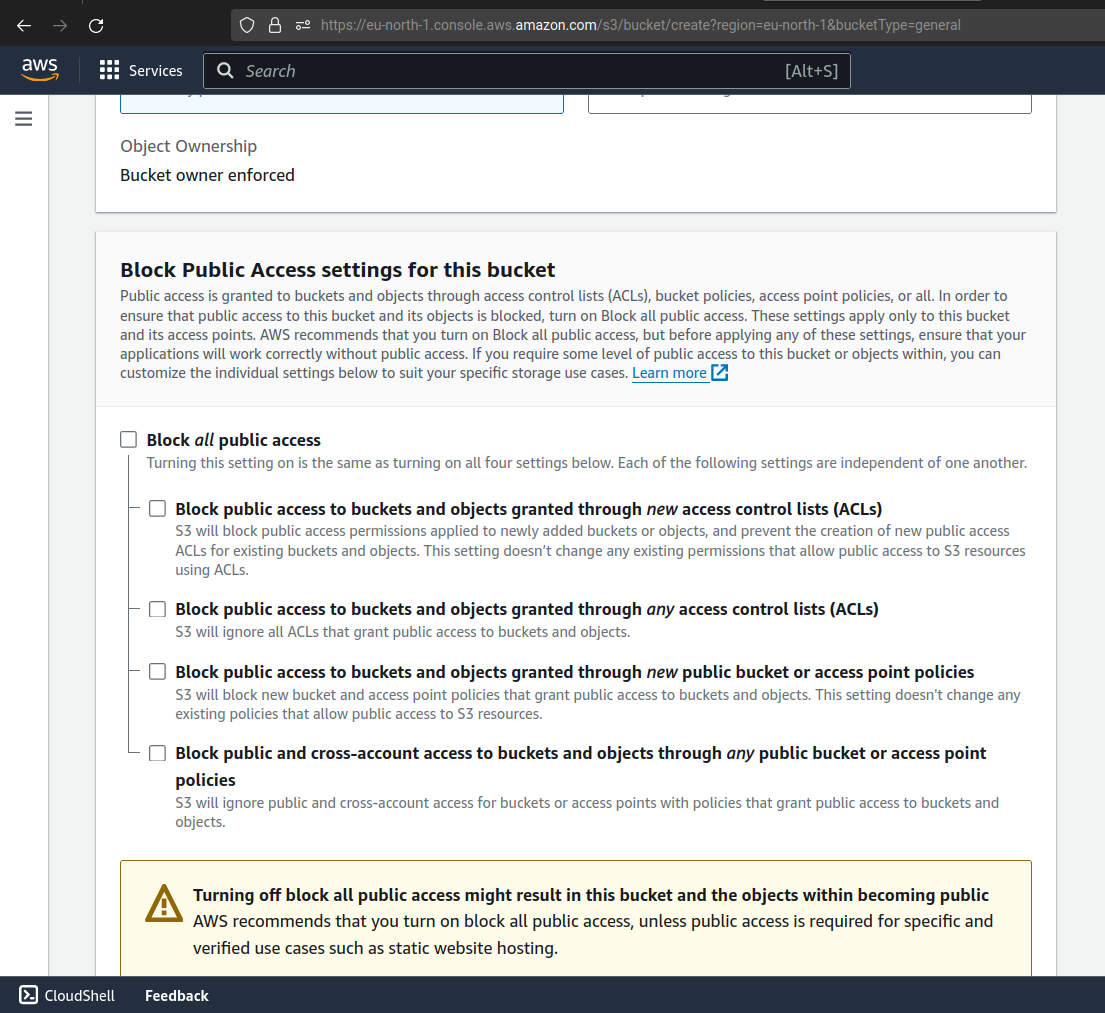 https://eu-north-1.console.aws.amazon.com/s3/bucket/create?region=eu-north-1&bucketType=general
aws
Services
Search
[Alt+S]
Object Ownership
Bucket owner enforced
Block Public Access settings for this bucket
Public access is granted to buckets and objects through access control lists (ACLs), bucket policies, access point policies, or all. In order to
ensure that public access to this bucket and its objects is blocked, turn on Block all public access. These settings apply only to this bucket
and its access points. AWS recommends that you turn on Block all public access, but before applying any of these settings, ensure that your
applications will work correctly without public access. If you require some level of public access to this bucket or objects within, you can
customize the individual settings below to suit your specific storage use cases. Learn more
Block all public access
Turning this setting on is the same as turning on all four settings below. Each of the following settings are independent of one another.
Block public access to buckets and objects granted through new access control lists (ACLs)
S3 will block public access permissions applied to newly added buckets or objects, and prevent the creation of new public access
ACLs for existing buckets and objects. This setting doesn't change any existing permissions that allow public access to S3 resources
using ACLs.
Block public access to buckets and objects granted through any access control lists (ACLs)
S3 will ignore all ACLs that grant public access to buckets and objects.
Block public access to buckets and objects granted through new public bucket or access point policies
S3 will block new bucket and access point policies that grant public access to buckets and objects. This setting doesn't change any
existing policies that allow public access to S3 resources.
Block public and cross-account access to buckets and objects through any public bucket or access point
policies
S3 will ignore public and cross-account access for buckets or access points with policies that grant public access to buckets and
objects.
Turning off block all public access might result in this bucket and the objects within becoming public
AWS recommends that you turn on block all public access, unless public access is required for specific and
verified use cases such as static website hosting.
CloudShell
Feedback